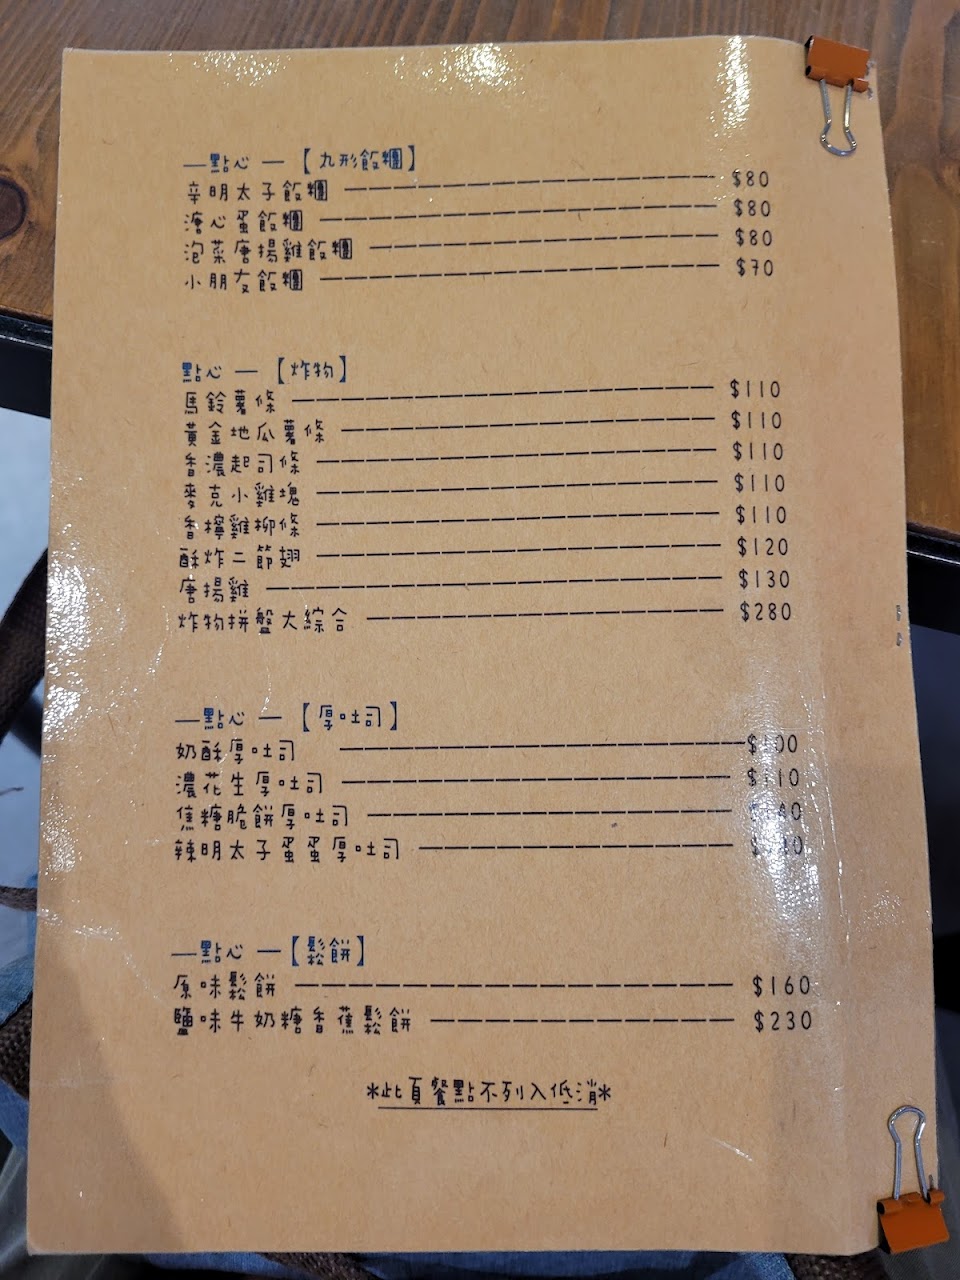 —點心 — 【丸形飯糰】
辛明太子飯糰 $80
溏心蛋飯糰 $80
泡菜唐揚雞飯糰 $80
小朋友飯糰 $70
點心 — 【炸物】
馬鈴薯條 $110
黃金地瓜薯條 $110
香濃起司條 $110
麥克小雞塊 $110
香檸雞柳條 $110
酥炸二節翅 $120
唐揚雞 $130
炸物拼盤大綜合 $280
—點心 — 【厚吐司】
奶酥厚吐司 $100
濃花生厚吐司 $110
焦糖脆餅厚吐司
辣明太子蛋蛋厚吐司
—點心 —【鬆餅】
原味鬆餅 $160
鹽味牛奶糖香蕉鬆餅 $230
*此頁餐點不列入低消*